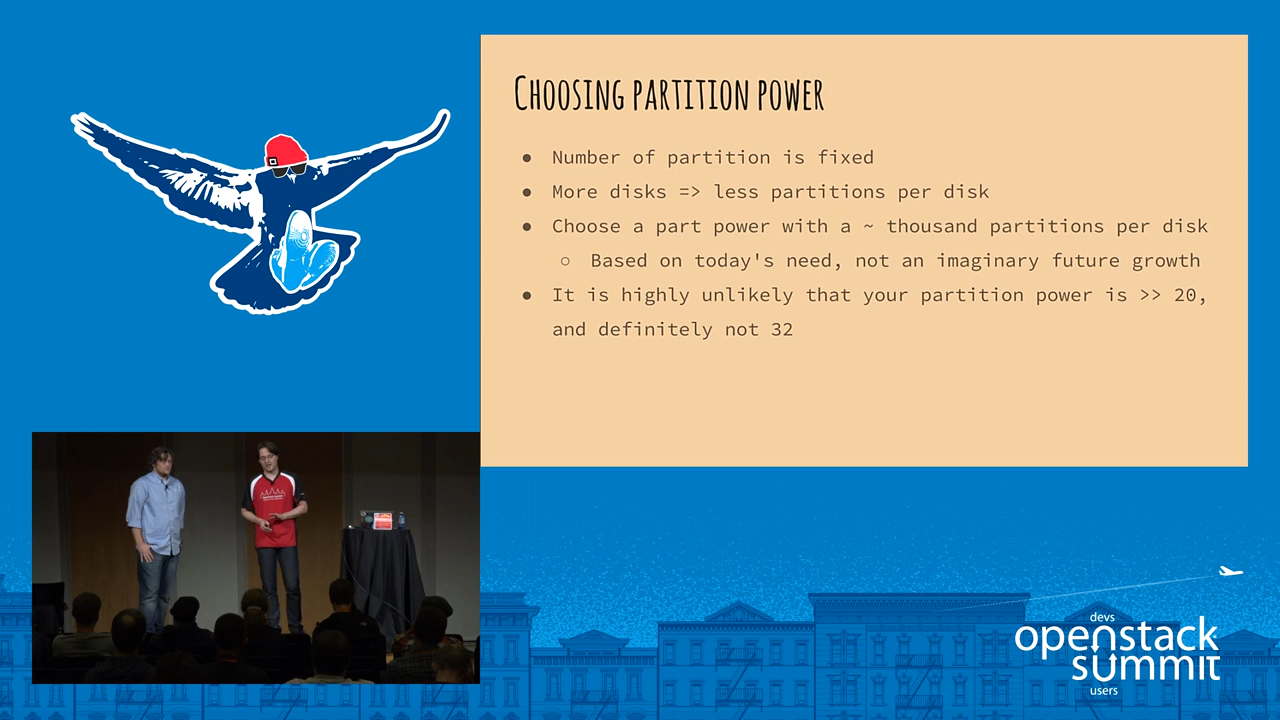 Choosing partition power
● Number of partition is fixed
● More disks => less partitions per disk
● Choose a part power with a ~ thousand partitions per disk
○ Based on today's need, not an imaginary future growth
● It is highly unlikely that your partition power is >> 20,
and definitely not 32
devs
openstack
summit
users